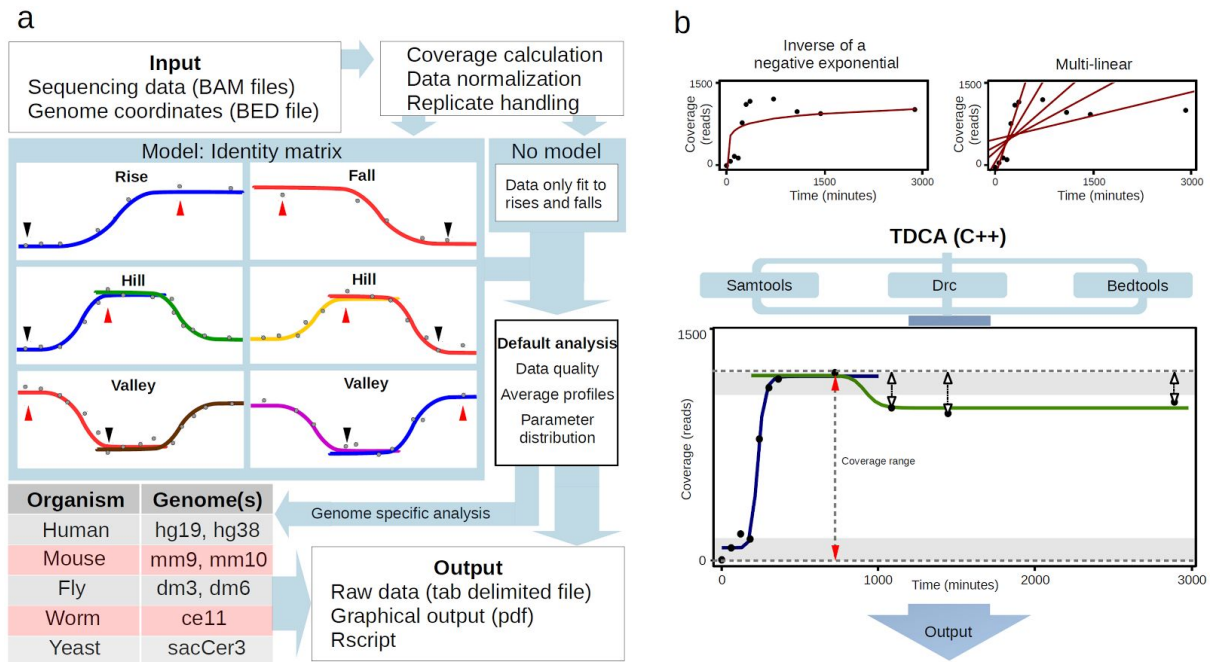 a
Input
Sequencing data (BAM files)
Genome coordinates (BED file)
Coverage calculation
Data normalization
Replicate handling
Model: Identity matrix
Rise
Fall
Hill
Hill
Valley
Valley
No model
Data only fit to
rises and falls
Default analysis
Data quality
Average profiles
Parameter
distribution
Genome specific analysis
Organism Genome(s)
Human hg19, hg38
Mouse mm9, mm10
Fly dm3, dm6
Worm ce11
Yeast sacCer3
Output
Raw data (tab delimited file)
Graphical output (pdf)
Rscript
b
Inverse of a
negative exponential
1500
0
Coverage
(reads)
0 1500 3000
Time (minutes)
Multi-linear
1500
0
Coverage
(reads)
0 1500 3000
Time (minutes)
TDCA (C++)
Samtools
Drc
Bedtools
1500
0
Coverage (reads)
Coverage range
0 1000 2000 3000
Time (minutes)
Output